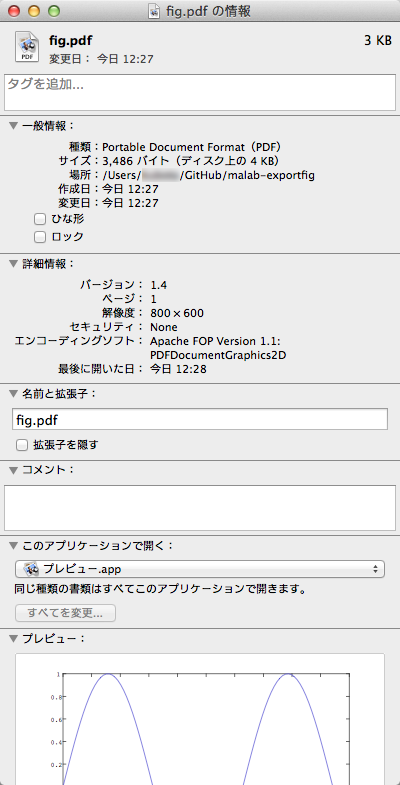 fig.pdf の情報
PDF
fig.pdf
3 KB
変更日： 今日 12:27
タグを追加...
一般情報：
種類：Portable Document Format（PDF）
サイズ：3,486 バイト（ディスク上の 4 KB）
場所：/Users/ /GitHub/malab-exportfig
作成日：今日 12:27
変更日：今日 12:27
ひな形
ロック
詳細情報：
バージョン： 1.4
ページ： 1
解像度： 800 × 600
セキュリティ： None
エンコーディングソフト： Apache FOP Version 1.1:
PDFDocumentGraphics2D
最後に開いた日： 今日 12:28
名前と拡張子：
fig.pdf
拡張子を隠す
コメント：
このアプリケーションで開く：
プレビュー.app
同じ種類の書類はすべてこのアプリケーションで開きます。
すべてを変更...
プレビュー：
1
0.8
0.6
0.4
0.2